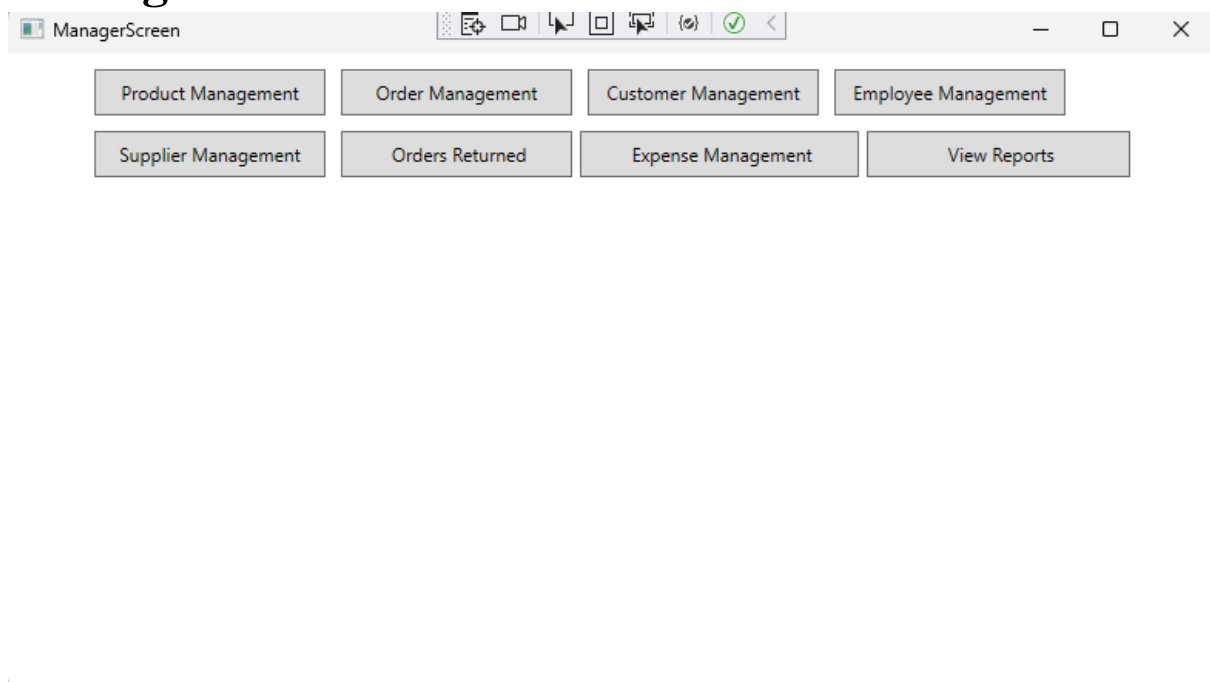 ManagerScreen
Product Management Order Management Customer Management Employee Management
Supplier Management Orders Returned Expense Management View Reports